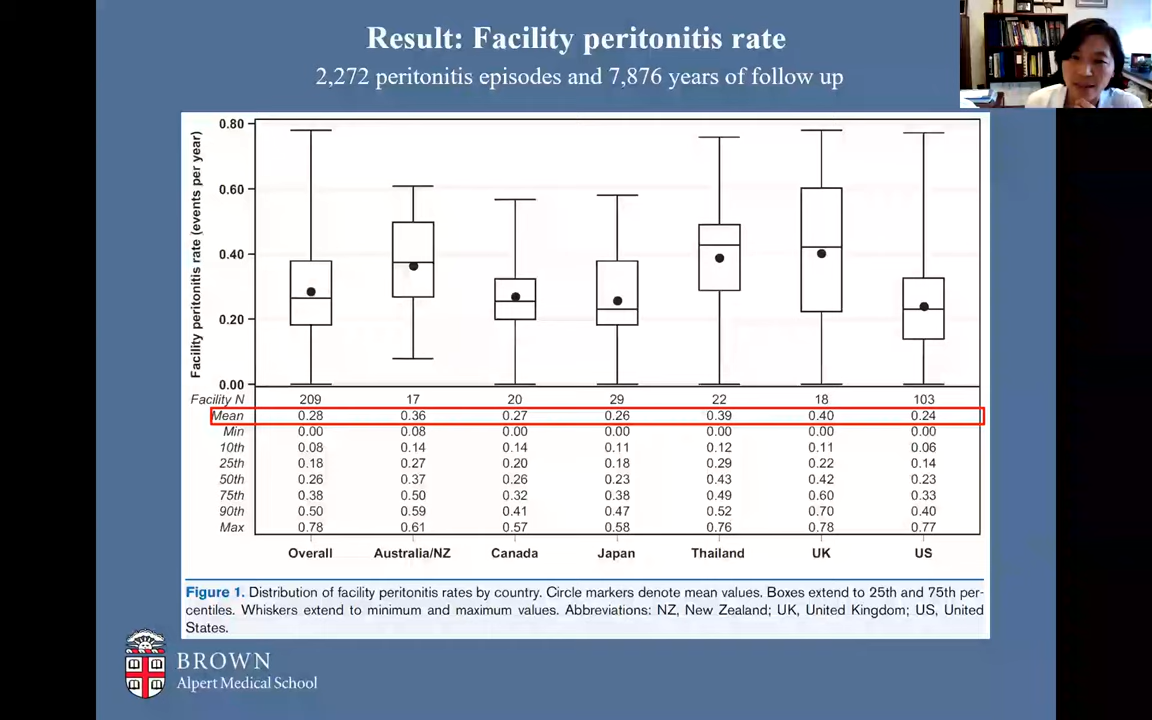 Result: Facility peritonitis rate
2,272 peritonitis episodes and 7,876 years of follow up
Facility peritonitis rate (events per year)
0.80
0.60
0.40
0.20
0.00
Facility N 209 17 20 29 22 18 103
Mean 0.28 0.36 0.27 0.26 0.39 0.40 0.24
Min 0.00 0.08 0.00 0.00 0.00 0.00 0.00
10th 0.08 0.14 0.14 0.11 0.12 0.11 0.06
25th 0.18 0.27 0.20 0.18 0.29 0.22 0.14
50th 0.26 0.37 0.26 0.23 0.43 0.42 0.23
75th 0.38 0.50 0.32 0.38 0.49 0.60 0.33
90th 0.50 0.59 0.41 0.47 0.52 0.70 0.40
Max 0.78 0.61 0.57 0.58 0.76 0.78 0.77
Overall Australia/NZ Canada Japan Thailand UK US
Figure 1. Distribution of facility peritonitis rates by country. Circle markers denote mean values. Boxes extend to 25th and 75th per-
centiles. Whiskers extend to minimum and maximum values. Abbreviations: NZ, New Zealand; UK, United Kingdom; US, United
States.
BROWN
Alpert Medical School